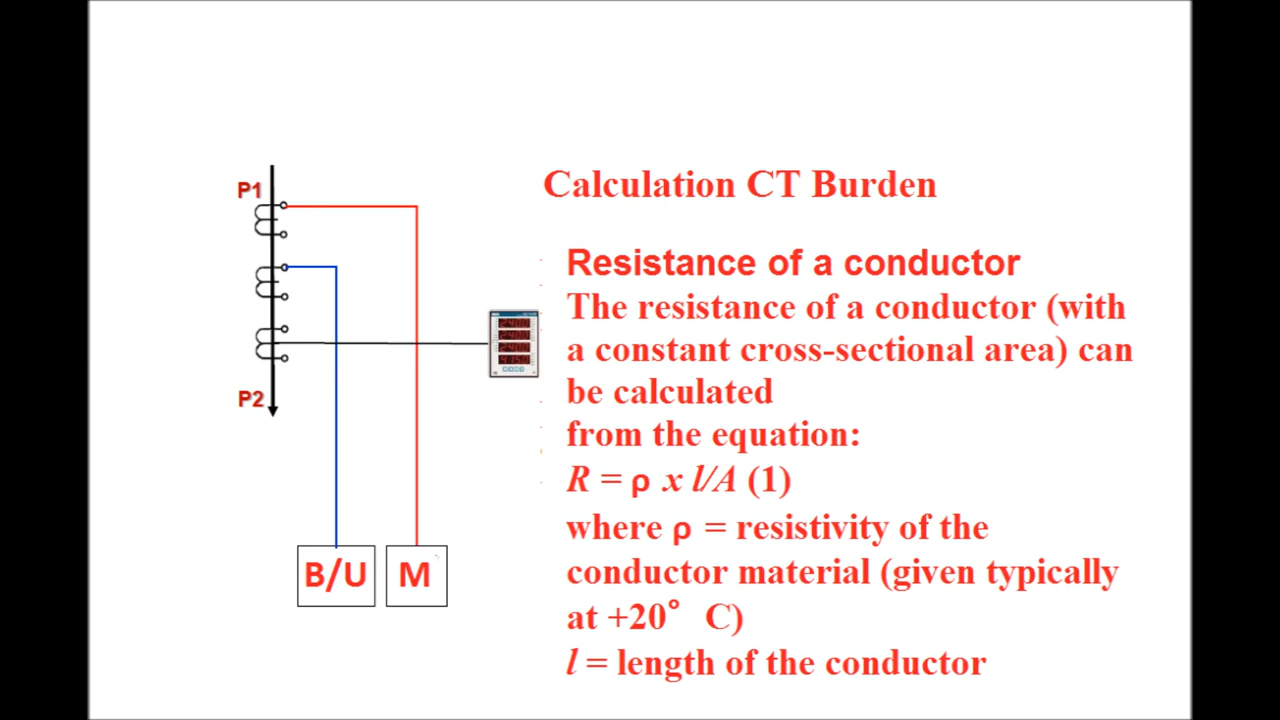 Calculation CT Burden
P1
P2
B/U
M
Resistance of a conductor
The resistance of a conductor (with
a constant cross-sectional area) can
be calculated
from the equation:
R = ρ x l/A (1)
where ρ = resistivity of the
conductor material (given typically
at +20° C)
l = length of the conductor